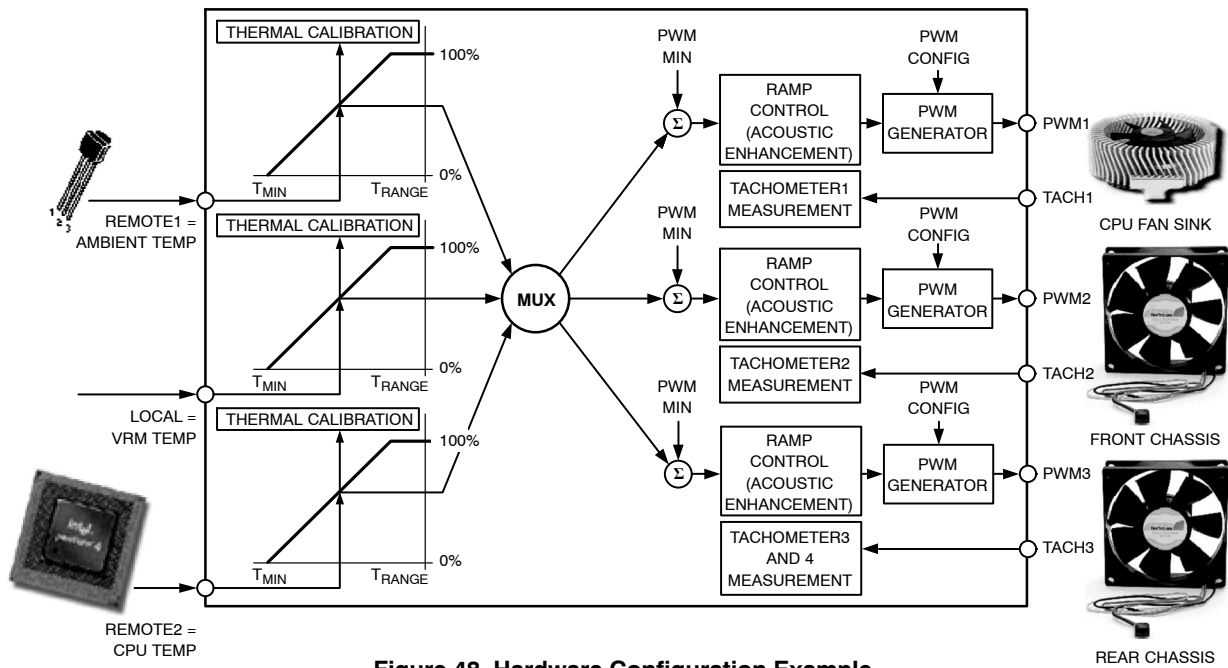 THERMAL CALIBRATION
100%
0%
TMIN
TRANGE
1
2
3
REMOTE1 =
AMBIENT TEMP
THERMAL CALIBRATION
100%
0%
TMIN
TRANGE
LOCAL =
VRM TEMP
THERMAL CALIBRATION
100%
0%
TMIN
TRANGE
intel
REMOTE2 =
CPU TEMP
MUX
PWM
MIN
Σ
RAMP
CONTROL
(ACOUSTIC
ENHANCEMENT)
PWM
CONFIG
PWM
GENERATOR
PWM1
TACHOMETER1
MEASUREMENT
TACH1
CPU FAN SINK
PWM
MIN
Σ
RAMP
CONTROL
(ACOUSTIC
ENHANCEMENT)
PWM
CONFIG
PWM
GENERATOR
PWM2
TACHOMETER2
MEASUREMENT
TACH2
FRONT CHASSIS
PWM
MIN
Σ
RAMP
CONTROL
(ACOUSTIC
ENHANCEMENT)
PWM
CONFIG
PWM
GENERATOR
PWM3
TACHOMETER3
AND 4
MEASUREMENT
TACH3
REAR CHASSIS
Figure 48. Hardware Configuration Example